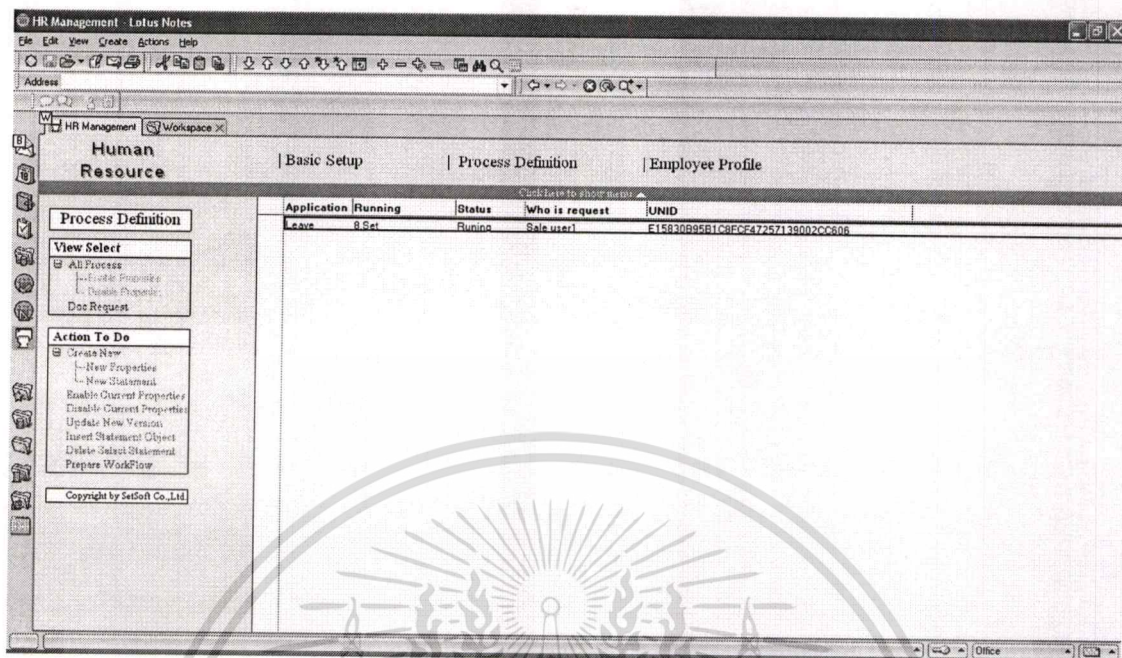 HR Management - Lotus Notes
File Edit View Create Actions Help
Address
HR Management Workspace
Human
Resource
| Basic Setup | Process Definition | Employee Profile
Click here to show menu
Process Definition
View Select
All Process
Enable Properties
Disable Properties
Doc Request
Action To Do
Create New
New Properties
New Statement
Enable Current Properties
Disable Current Properties
Update New Version
Insert Statement Object
Delete Select Statement
Prepare WorkFlow
Copyright by SetSoft Co.,Ltd
Application Running Status Who is request UNID
Leave 8.Set Runing Sale user1
Office